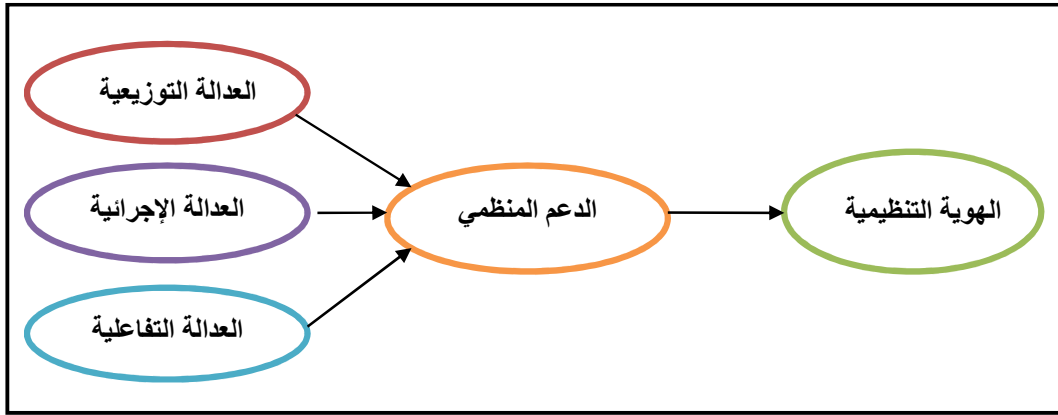 العدالة التوزيعية
العدالة الإجرائية
الدعم المنظمي
الهوية التنظيمية
العدالة التفاعلية